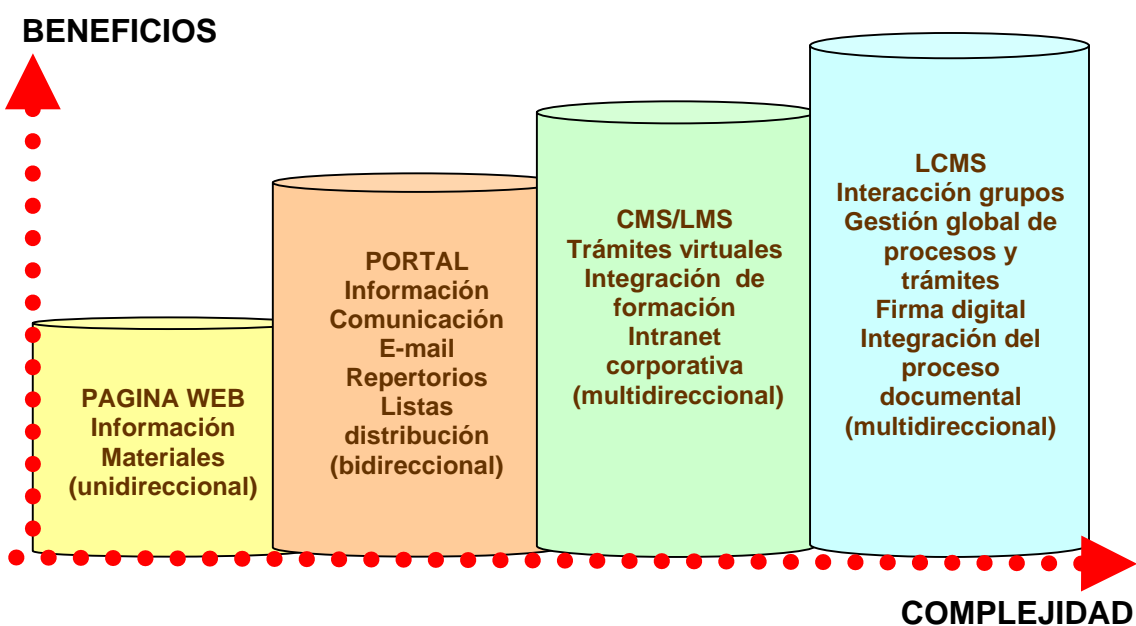 BENEFICIOS
PAGINA WEB
Información
Materiales
(unidireccional)
PORTAL
Información
Comunicación
E-mail
Repertorios
Listas
distribución
(bidireccional)
CMS/LMS
Trámites virtuales
Integración de
formación
Intranet
corporativa
(multidireccional)
LCMS
Interacción grupos
Gestión global de
procesos y
trámites
Firma digital
Integración del
proceso
documental
(multidireccional)
COMPLEJIDAD